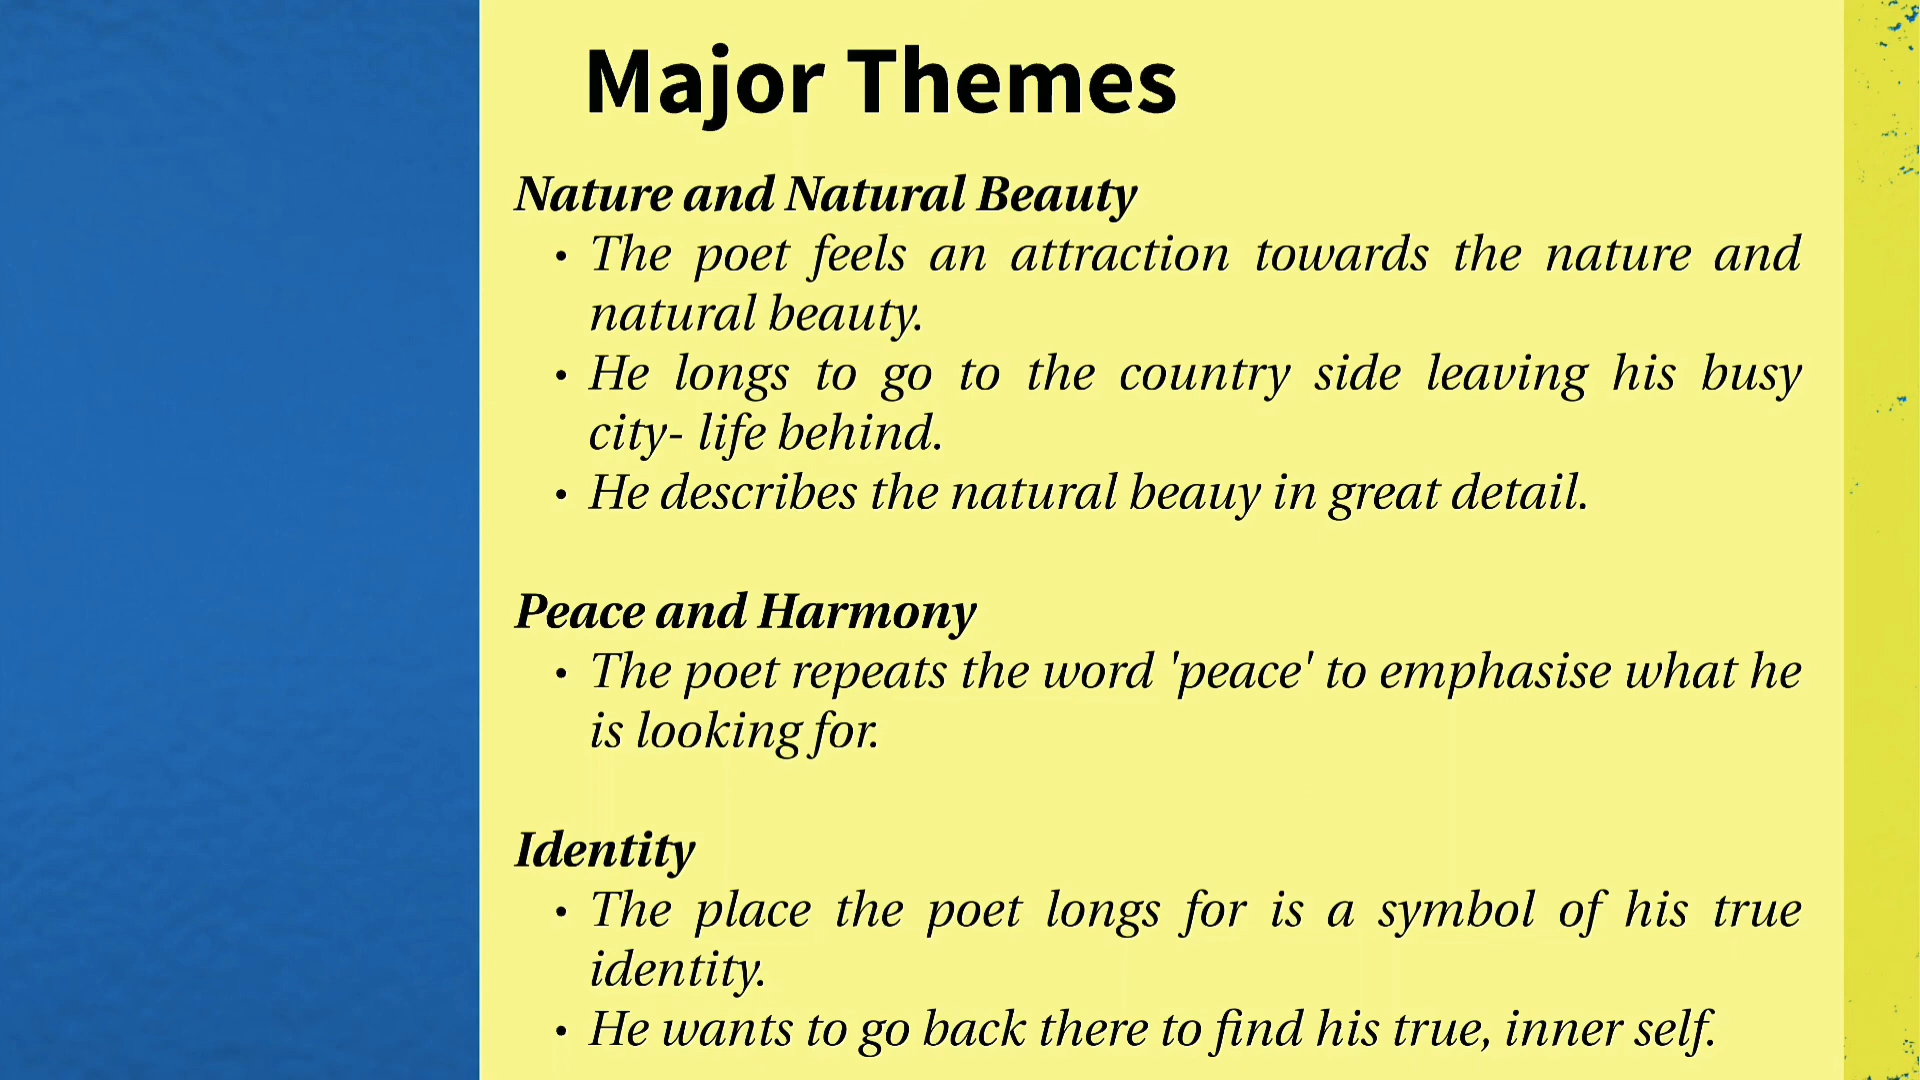 Major Themes
Nature and Natural Beauty
• The poet feels an attraction towards the nature and
natural beauty.
• He longs to go to the country side leaving his busy
city- life behind.
• He describes the natural beauy in great detail.
Peace and Harmony
• The poet repeats the word 'peace' to emphasise what he
is looking for.
Identity
• The place the poet longs for is a symbol of his true
identity.
• He wants to go back there to find his true, inner self.